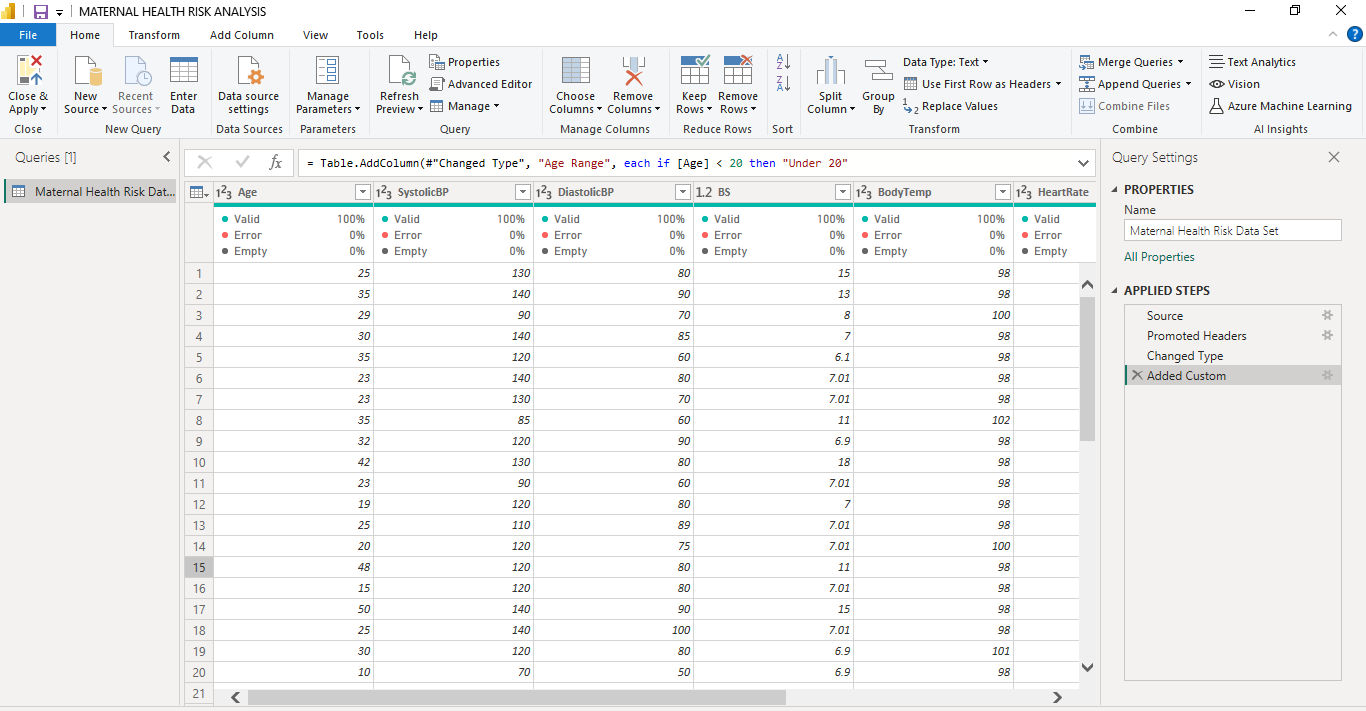 MATERNAL HEALTH RISK ANALYSIS
File Home Transform Add Column View Tools Help
Close & Apply
New Source
Recent Sources
Enter Data
Data source settings
Manage Parameters
Refresh Preview
Properties
Advanced Editor
Manage
Choose Columns
Remove Columns
Keep Rows
Remove Rows
Split Column
Group By
Data Type: Text
Use First Row as Headers
Replace Values
Merge Queries
Append Queries
Combine Files
Text Analytics
Vision
Azure Machine Learning
Close New Query Data Sources Parameters Query Manage Columns Reduce Rows Sort Transform Combine AI Insights
Queries [1]
Maternal Health Risk Dat...
fx = Table.AddColumn(#"Changed Type", "Age Range", each if [Age] < 20 then "Under 20"
123 Age 123 SystolicBP 123 DiastolicBP 1.2 BS 123 BodyTemp 123 HeartRate
Valid 100% Valid 100% Valid 100% Valid 100% Valid 100% Valid
Error 0% Error 0% Error 0% Error 0% Error 0% Error
Empty 0% Empty 0% Empty 0% Empty 0% Empty 0% Empty
1 25 130 80 15 98
2 35 140 90 13 98
3 29 90 70 8 100
4 30 140 85 7 98
5 35 120 60 6.1 98
6 23 140 80 7.01 98
7 23 130 70 7.01 98
8 35 85 60 11 102
9 32 120 90 6.9 98
10 42 130 80 18 98
11 23 90 60 7.01 98
12 19 120 80 7 98
13 25 110 89 7.01 98
14 20 120 75 7.01 100
15 48 120 80 11 98
16 15 120 80 7.01 98
17 50 140 90 15 98
18 25 140 100 7.01 98
19 30 120 80 6.9 101
20 10 70 50 6.9 98
21
Query Settings
PROPERTIES
Name
Maternal Health Risk Data Set
All Properties
APPLIED STEPS
Source
Promoted Headers
Changed Type
Added Custom